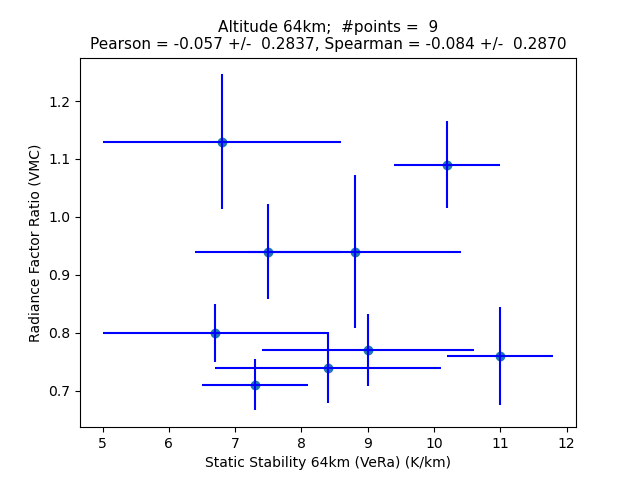 Altitude 64km;  #points =  9
Pearson = -0.057 +/-  0.2837, Spearman = -0.084 +/-  0.2870
1.2
1.1
1.0
0.9
0.8
0.7
Radiance Factor Ratio (VMC)
5 6 7 8 9 10 11 12
Static Stability 64km (VeRa) (K/km)